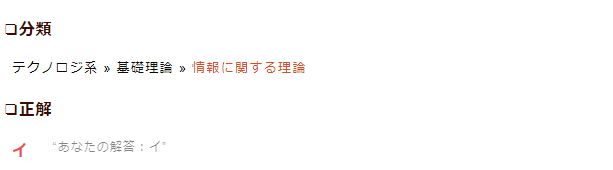 ❏分類
テクノロジ系 » 基礎理論 » 情報に関する理論
❏正解
イ “あなたの解答：イ”